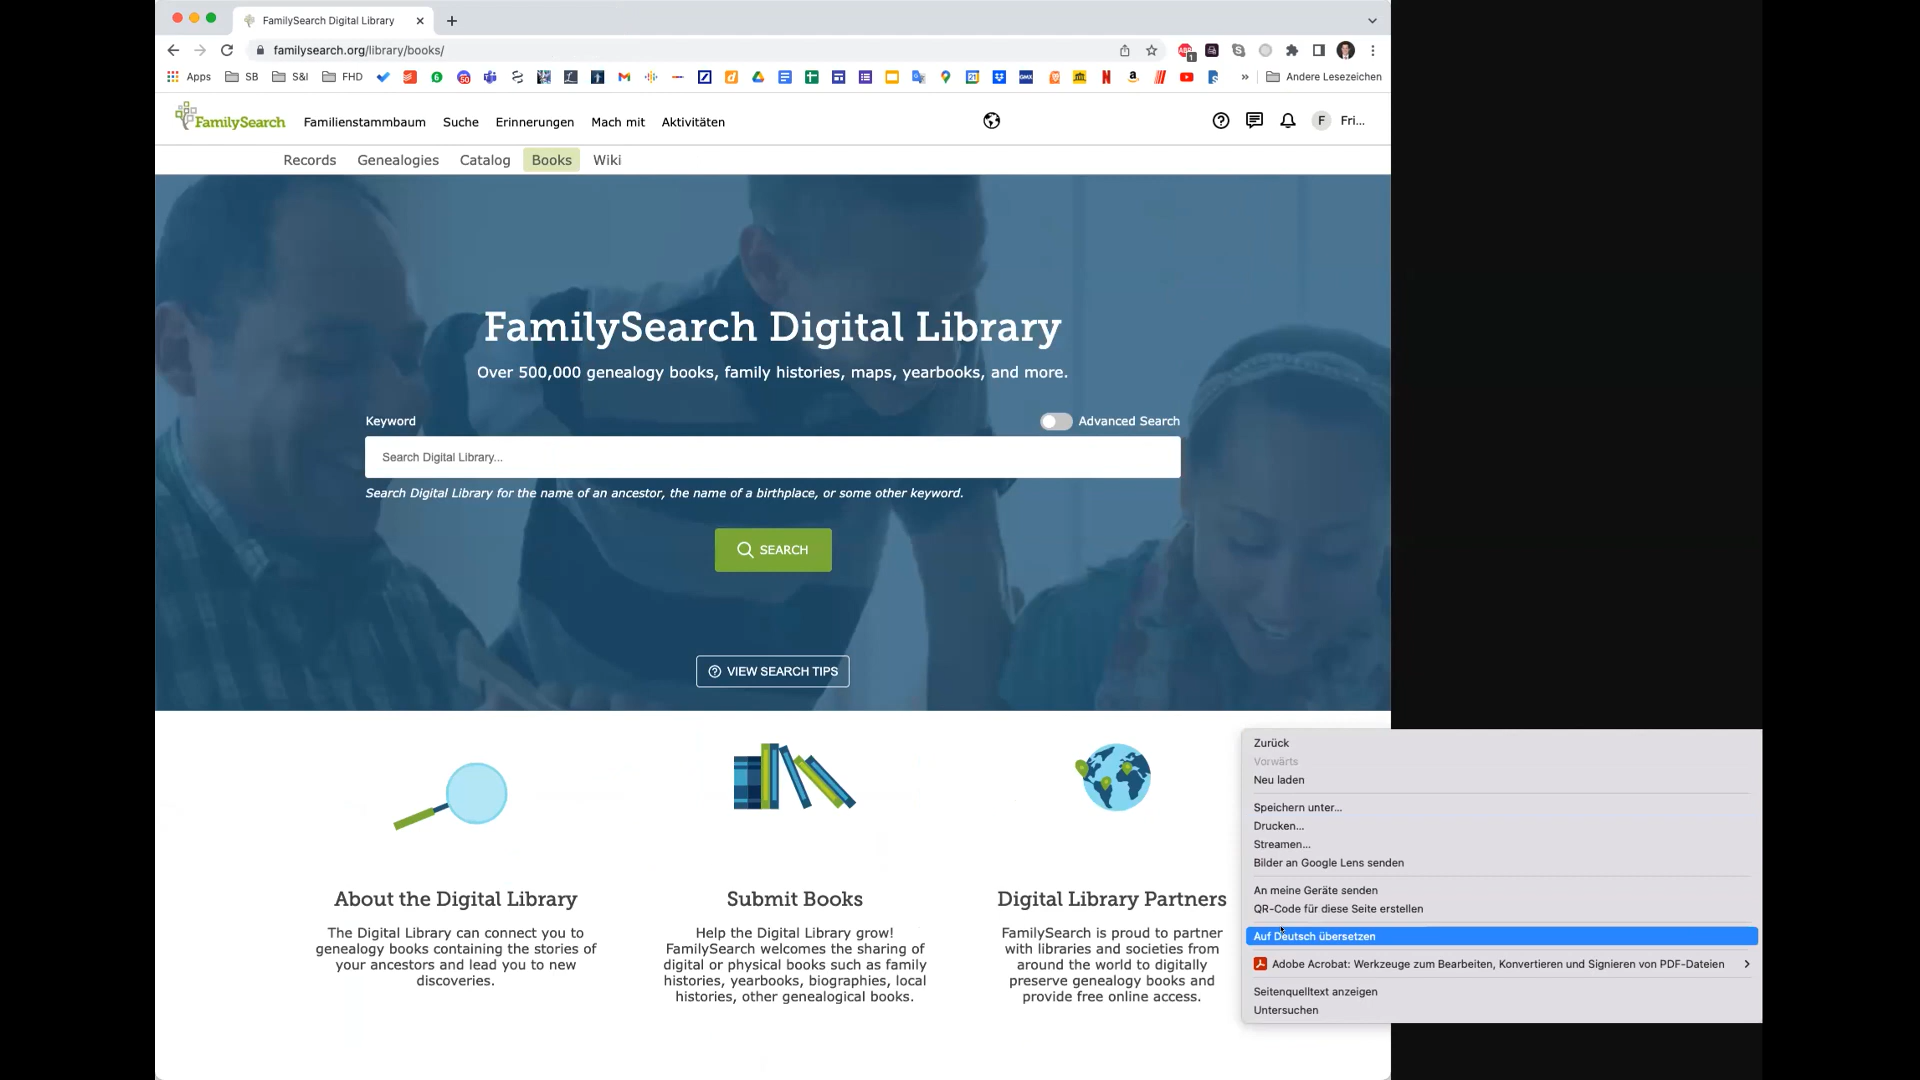 FamilySearch Digital Library
familysearch.org/library/books/
Apps SB S&I FHD » Andere Lesezeichen
FamilySearch Familienstammbaum Suche Erinnerungen Mach mit Aktivitäten F Fri...
Records Genealogies Catalog Books Wiki
FamilySearch Digital Library
Over 500,000 genealogy books, family histories, maps, yearbooks, and more.
Keyword Advanced Search
Search Digital Library...
Search Digital Library for the name of an ancestor, the name of a birthplace, or some other keyword.
SEARCH
VIEW SEARCH TIPS
About the Digital Library
The Digital Library can connect you to
genealogy books containing the stories of
your ancestors and lead you to new
discoveries.
Submit Books
Help the Digital Library grow!
FamilySearch welcomes the sharing of
digital or physical books such as family
histories, yearbooks, biographies, local
histories, other genealogical books.
Digital Library Partners
FamilySearch is proud to partner
with libraries and societies from
around the world to digitally
preserve genealogy books and
provide free online access.
Zurück
Vorwärts
Neu laden
Speichern unter...
Drucken...
Streamen...
Bilder an Google Lens senden
An meine Geräte senden
QR-Code für diese Seite erstellen
Auf Deutsch übersetzen
Adobe Acrobat: Werkzeuge zum Bearbeiten, Konvertieren und Signieren von PDF-Dateien
Seitenquelltext anzeigen
Untersuchen